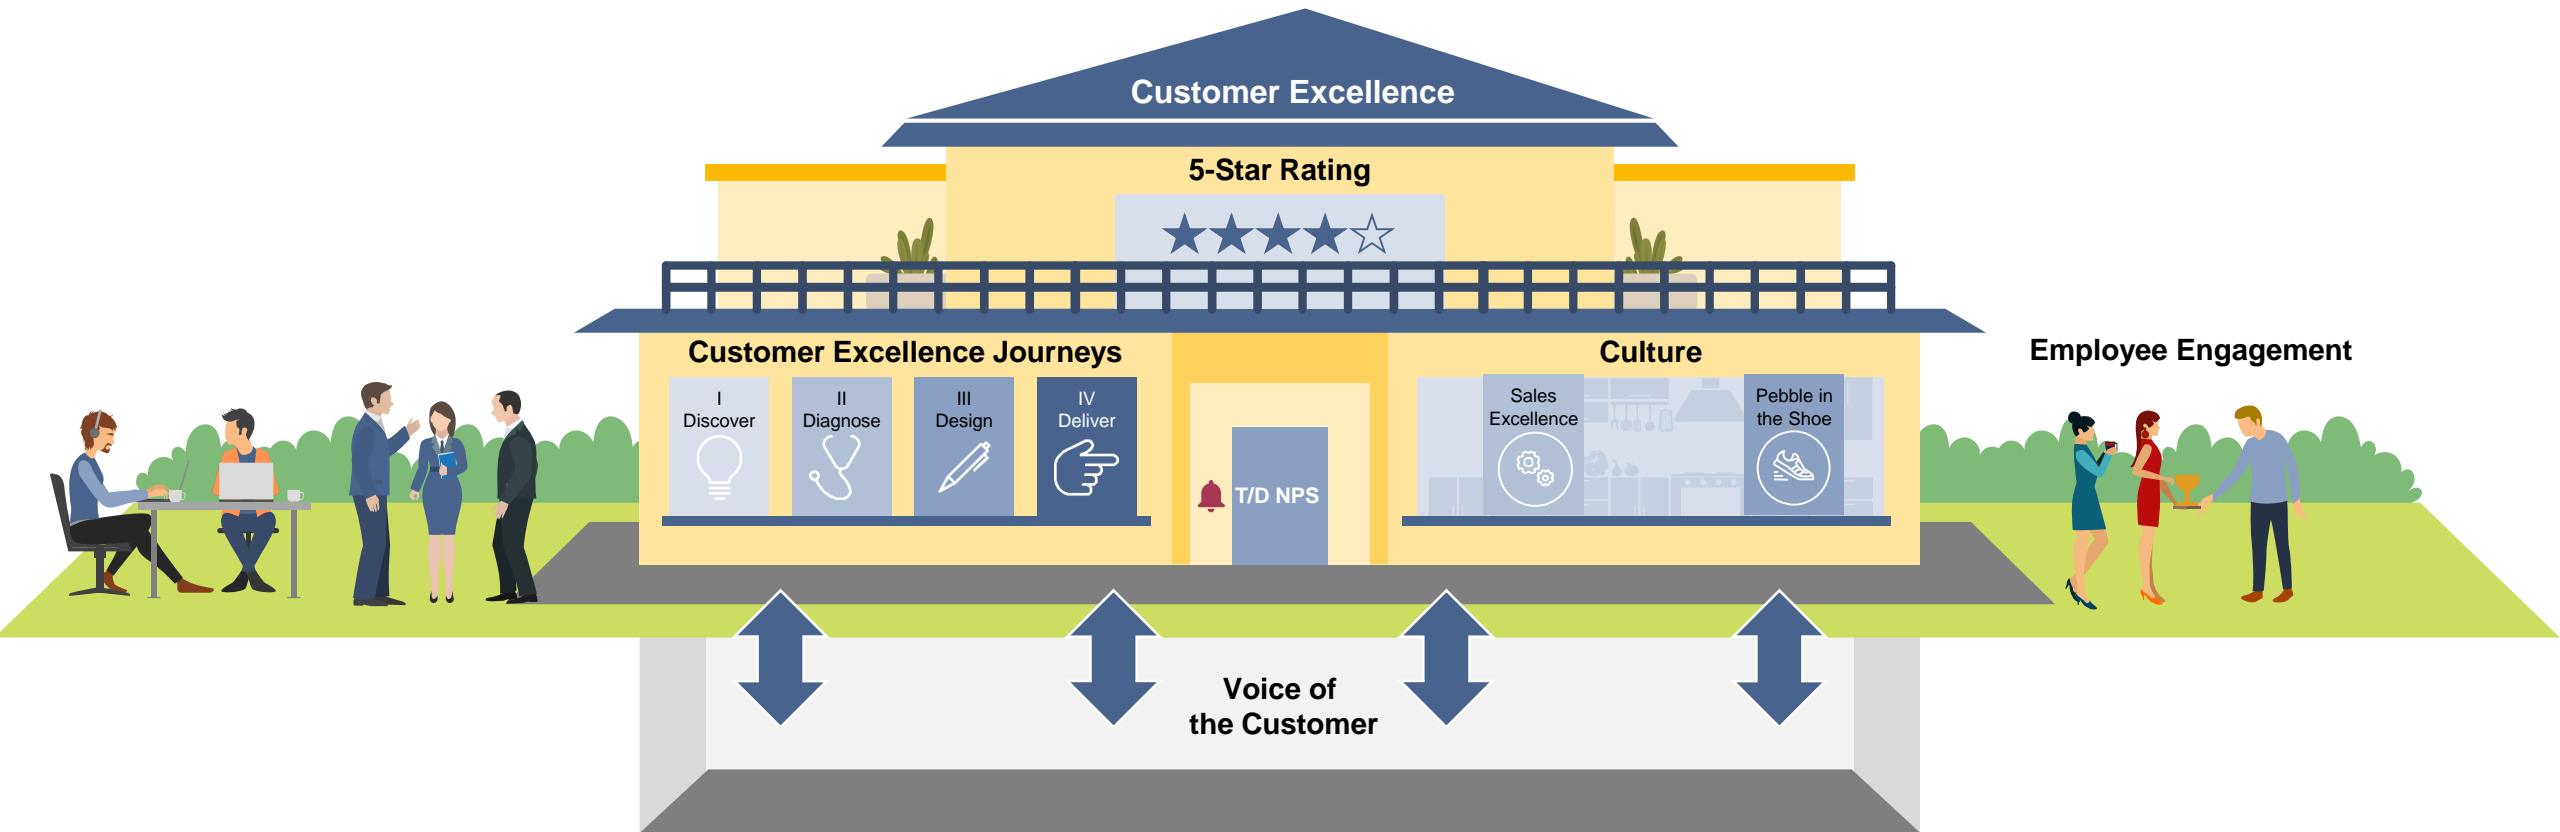 Customer Excellence
5-Star Rating
Customer Excellence Journeys
I
Discover
II
Diagnose
III
Design
IV
Deliver
T/D NPS
Culture
Sales
Excellence
Pebble in
the Shoe
Employee Engagement
Voice of
the Customer